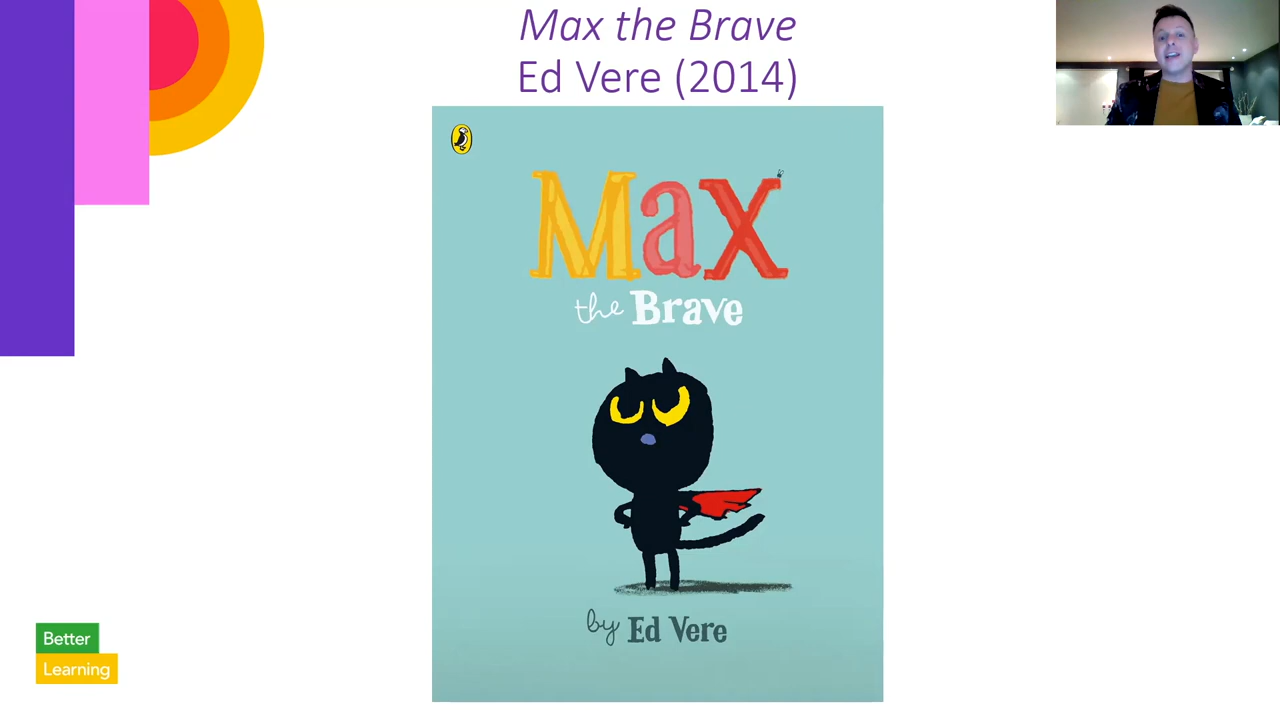 Max the Brave
Ed Vere (2014)
Max
the Brave
by Ed Vere
Better
Learning